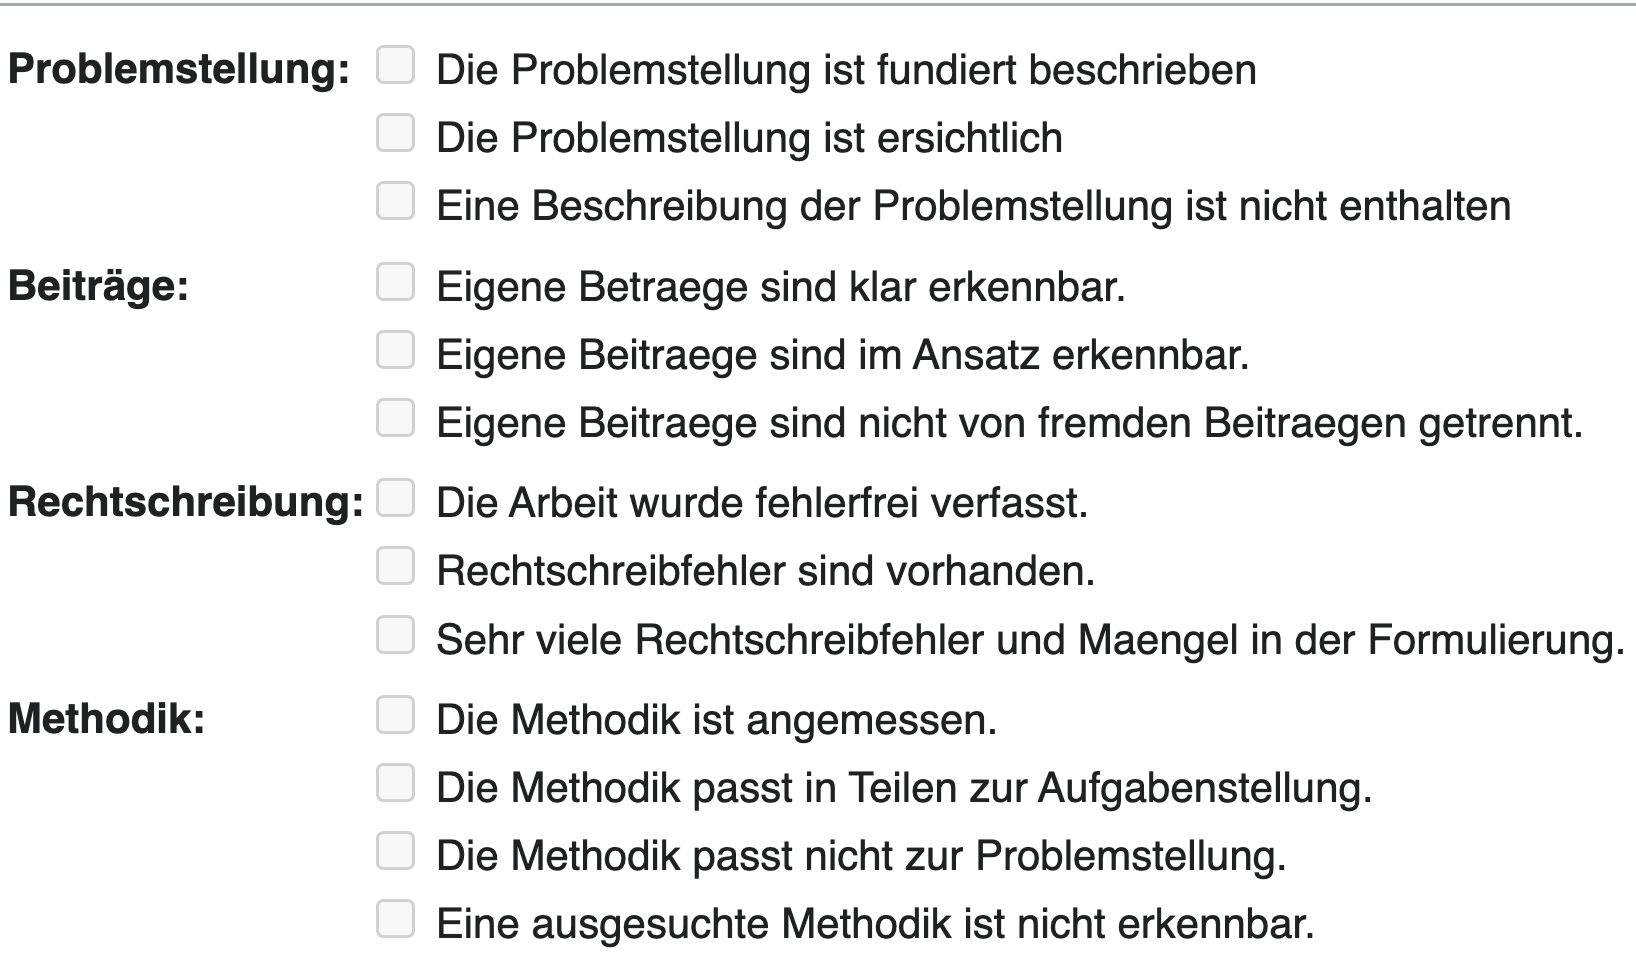 Problemstellung: Die Problemstellung ist fundiert beschrieben
Die Problemstellung ist ersichtlich
Eine Beschreibung der Problemstellung ist nicht enthalten
Beiträge: Eigene Betraege sind klar erkennbar.
Eigene Beitraege sind im Ansatz erkennbar.
Eigene Beitraege sind nicht von fremden Beitraegen getrennt.
Rechtschreibung: Die Arbeit wurde fehlerfrei verfasst.
Rechtschreibfehler sind vorhanden.
Sehr viele Rechtschreibfehler und Maengel in der Formulierung.
Methodik: Die Methodik ist angemessen.
Die Methodik passt in Teilen zur Aufgabenstellung.
Die Methodik passt nicht zur Problemstellung.
Eine ausgesuchte Methodik ist nicht erkennbar.